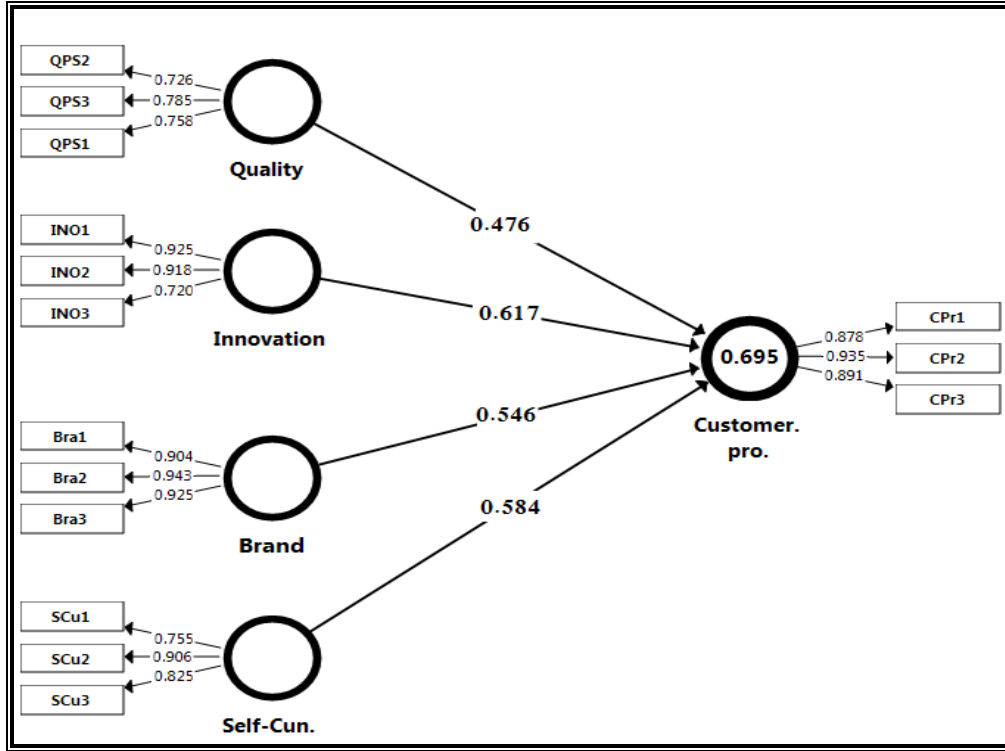 QPS2
0.726
QPS3
0.785
QPS1
0.758
Quality
0.476
INO1
0.925
INO2
0.918
INO3
0.720
Innovation
0.617
Bra1
0.904
Bra2
0.943
Bra3
0.925
Brand
0.546
SCu1
0.755
SCu2
0.906
SCu3
0.825
Self-Cun.
0.584
0.695
Customer.
pro.
0.878
CPr1
0.935
CPr2
0.891
CPr3